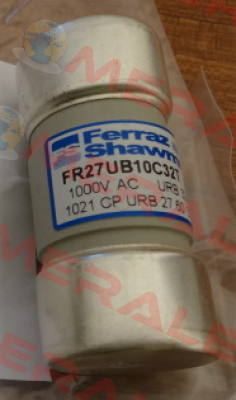 Ferraz
Shawm
FR27UB10C32T
1000V AC URB
1021 CP URB 27 60